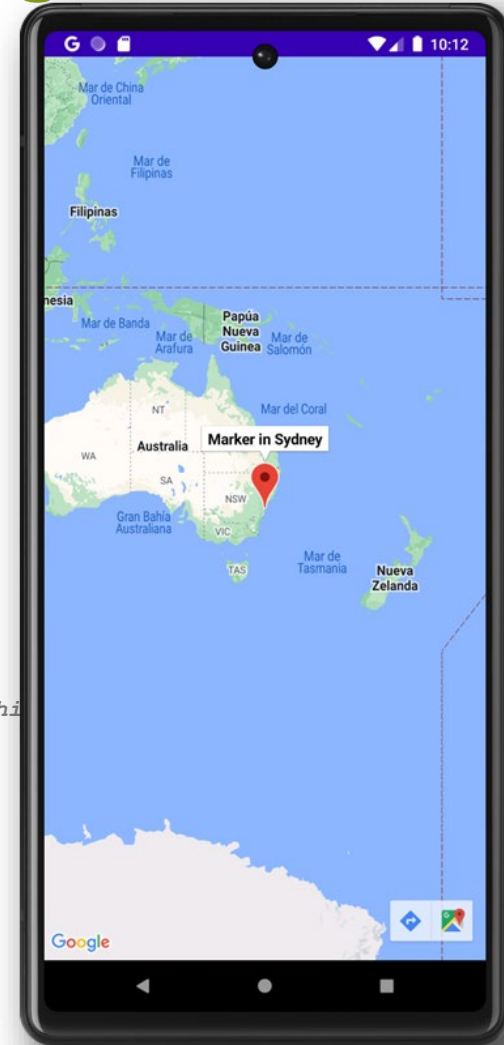 G
10:12
Mar de China
Oriental
Mar de
Filipinas
Filipinas
nesia
Mar de Banda
Papúa
Nueva
Guinea
Mar de
Arafura
Mar de
Salomón
NT
Mar del Coral
Australia
Marker in Sydney
WA
SA
NSW
Gran Bahía
Australiana
VIC
TAS
Mar de
Tasmania
Nueva
Zelanda
hi
Google